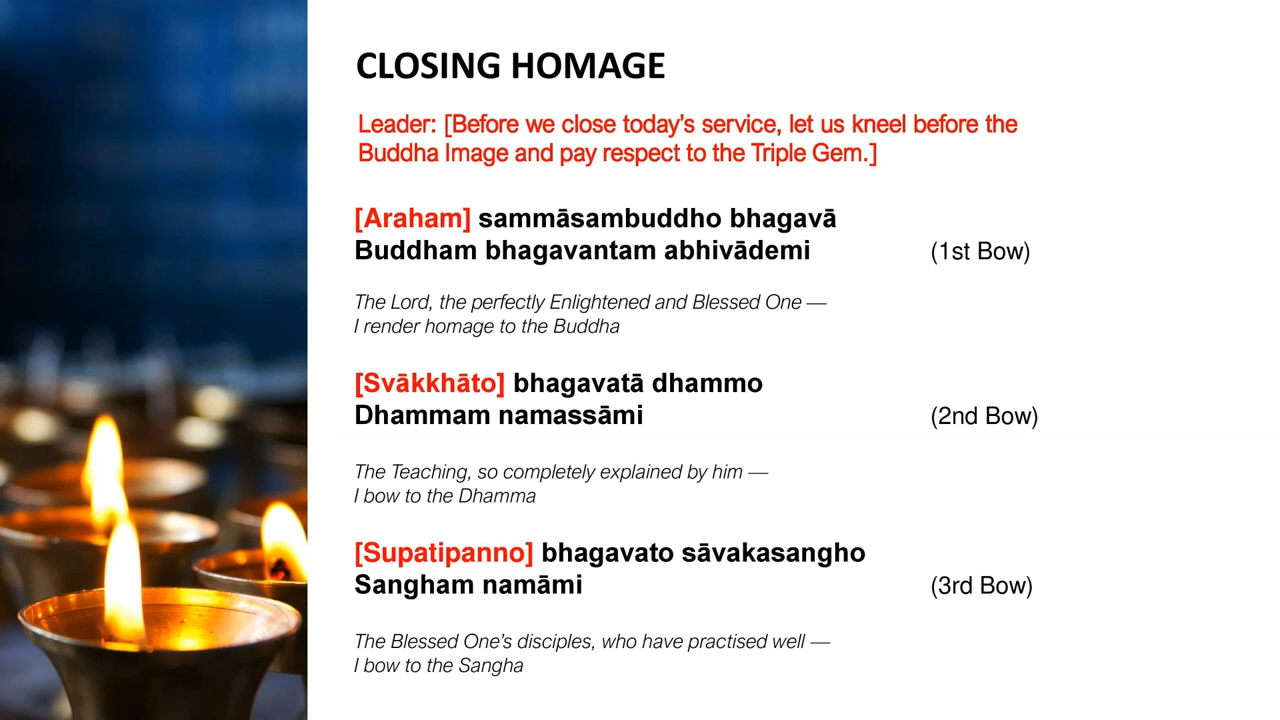 CLOSING HOMAGE
Leader: [Before we close today's service, let us kneel before the
Buddha Image and pay respect to the Triple Gem.]
[Araham] sammāsambuddho bhagavā
Buddham bhagavantam abhivādemi (1st Bow)
The Lord, the perfectly Enlightened and Blessed One —
I render homage to the Buddha
[Svākkhāto] bhagavatā dhammo
Dhammam namassāmi (2nd Bow)
The Teaching, so completely explained by him —
I bow to the Dhamma
[Supatipanno] bhagavato sāvakasangho
Sangham namāmi (3rd Bow)
The Blessed One's disciples, who have practised well —
I bow to the Sangha